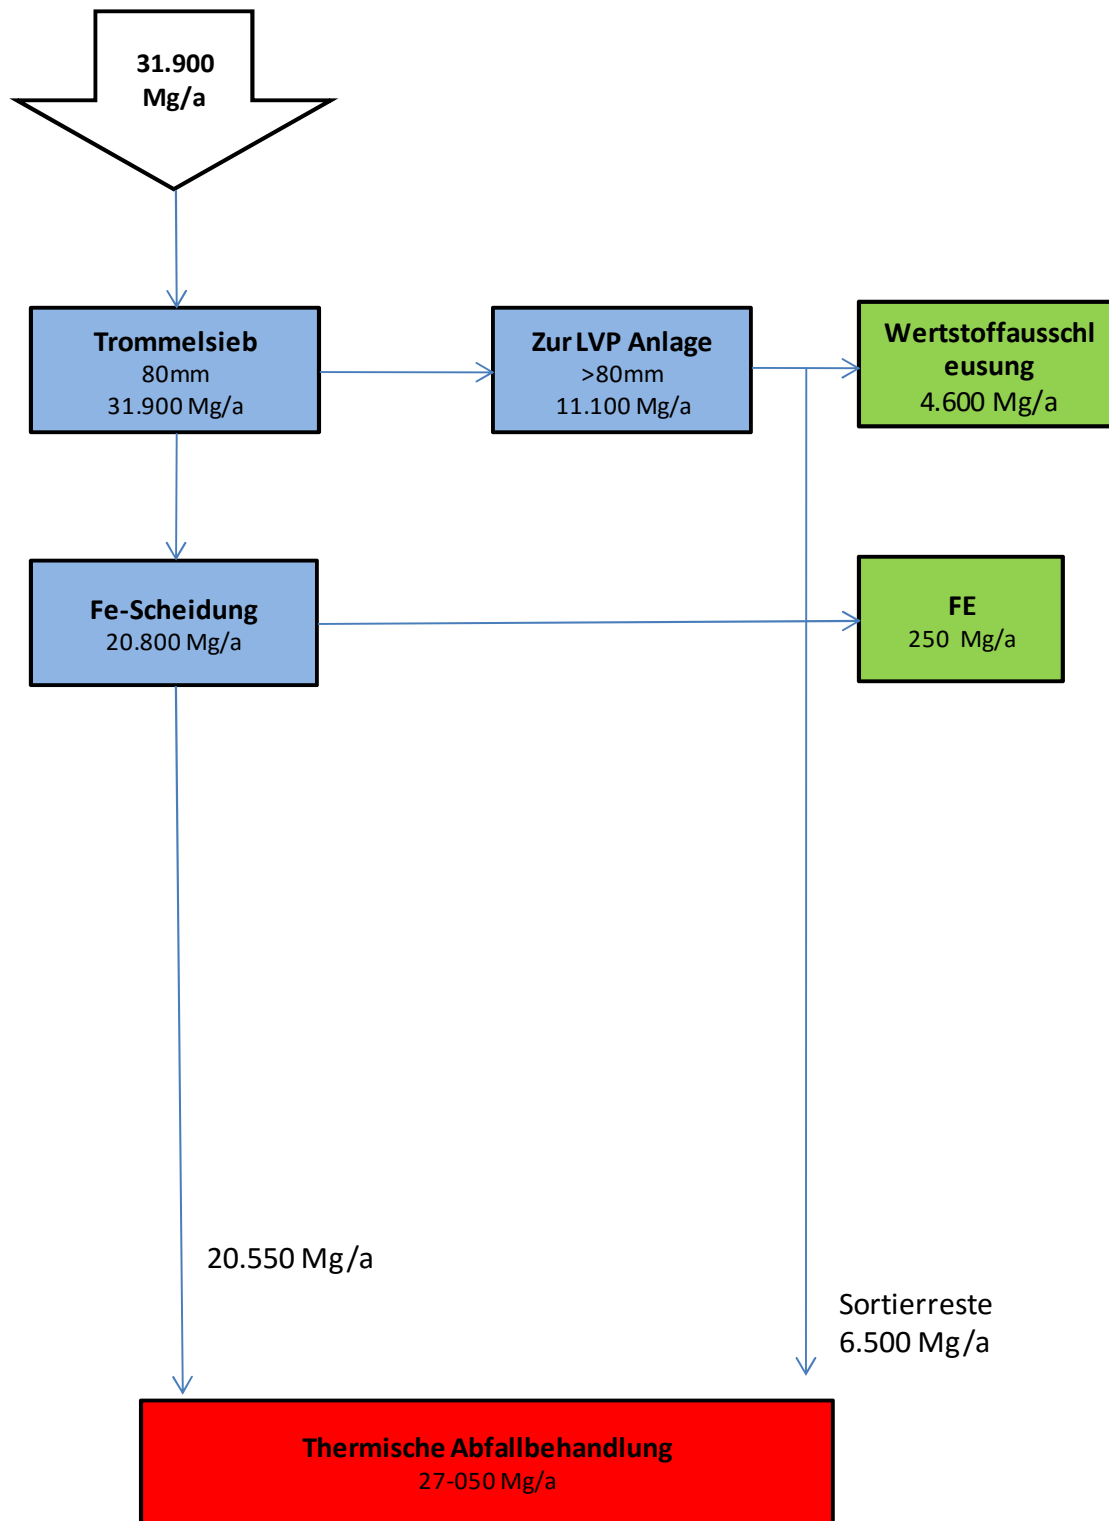 31.900
Mg/a
Trommelsieb
80mm
31.900 Mg/a
Zur LVP Anlage
>80mm
11.100 Mg/a
Wertstoffausschl
eusung
4.600 Mg/a
Fe-Scheidung
20.800 Mg/a
FE
250 Mg/a
20.550 Mg/a
Sortierreste
6.500 Mg/a
Thermische Abfallbehandlung
27-050 Mg/a